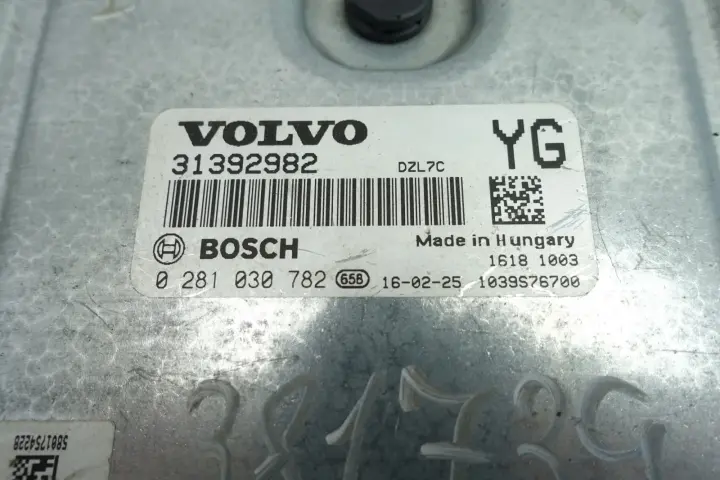 VOLVO
YG
31392982 DZL7C
BOSCH
Made in Hungary
1618 1003
0 281 030 782 658 16-02-25 1039S76700
5801754228